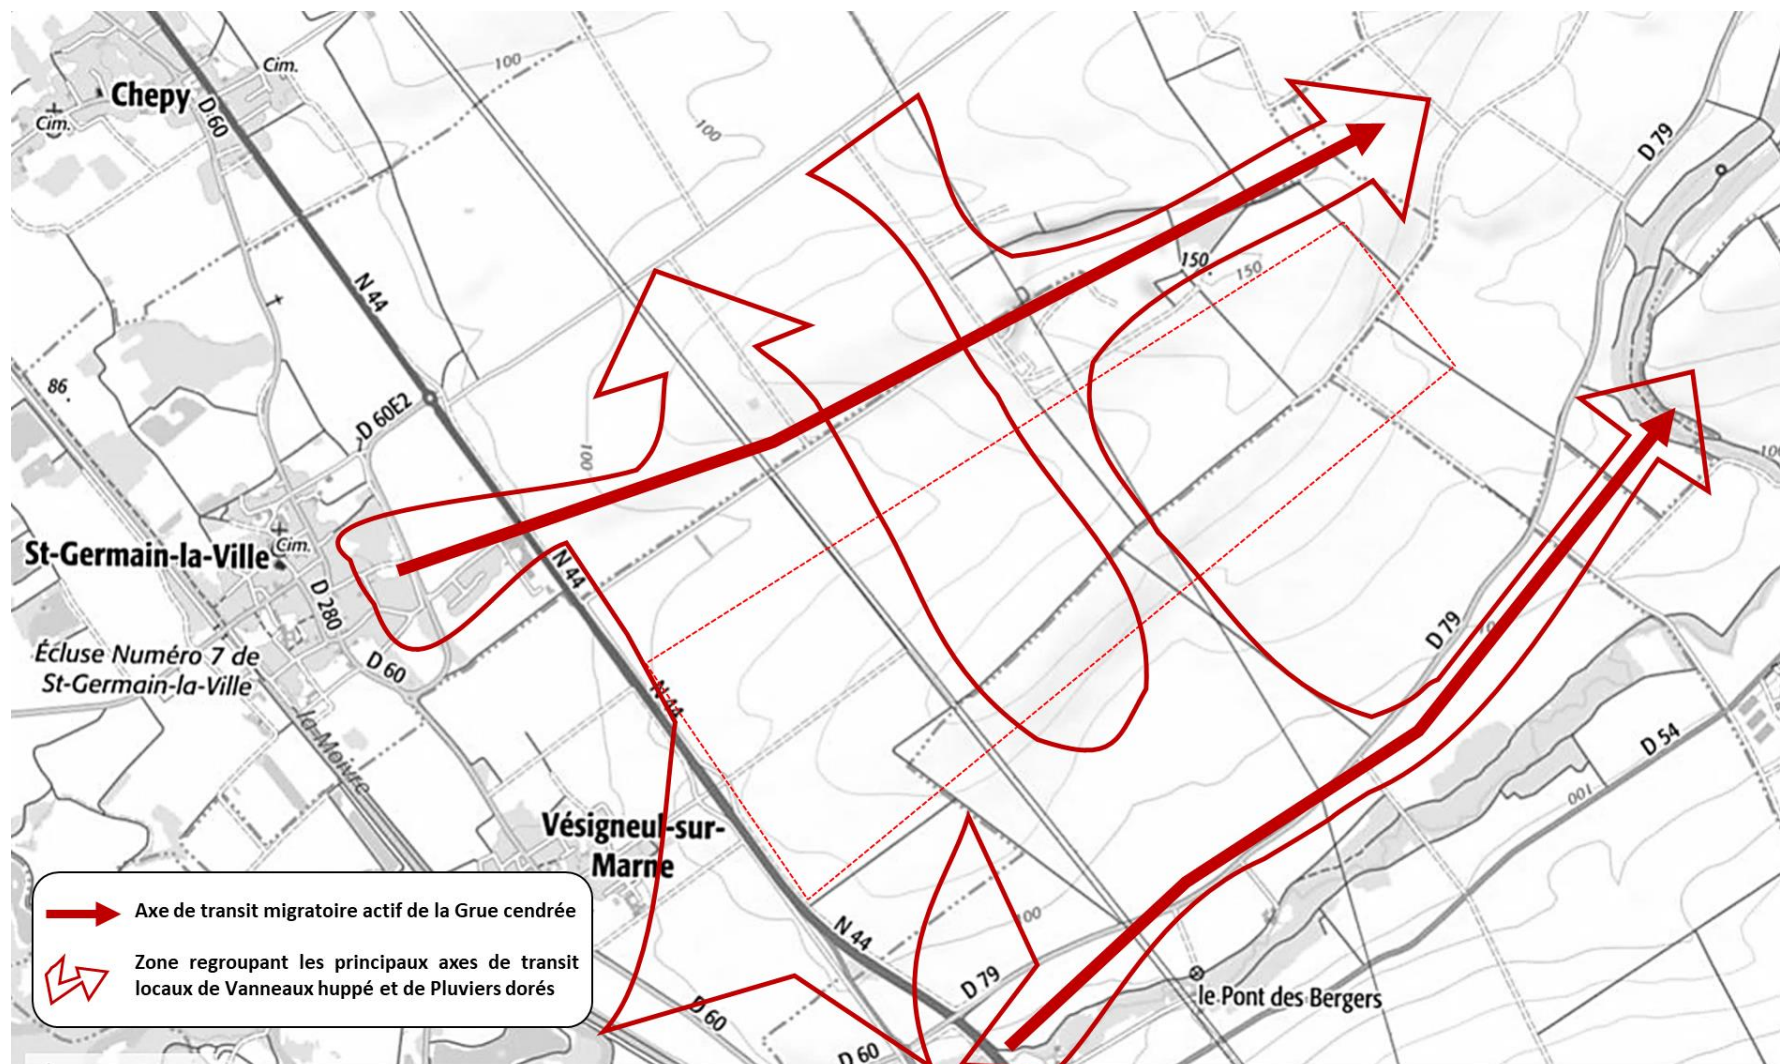 Chepy
Cim.
Cim.
D 60
100
100
D 79
N 44
150
150
86
D 60E2
100
100
St-Germain-la-Ville
Cim.
N 44
D 280
Écluse Numéro 7 de
St-Germain-la-Ville
D 60
la Moivre
N 44
D 79
D 54
100
Vésigneul-sur-
Marne
N 44
100
D 79
le Pont des Bergers
D 60
D 60
Axe de transit migratoire actif de la Grue cendrée
Zone regroupant les principaux axes de transit
locaux de Vanneaux huppé et de Pluviers dorés